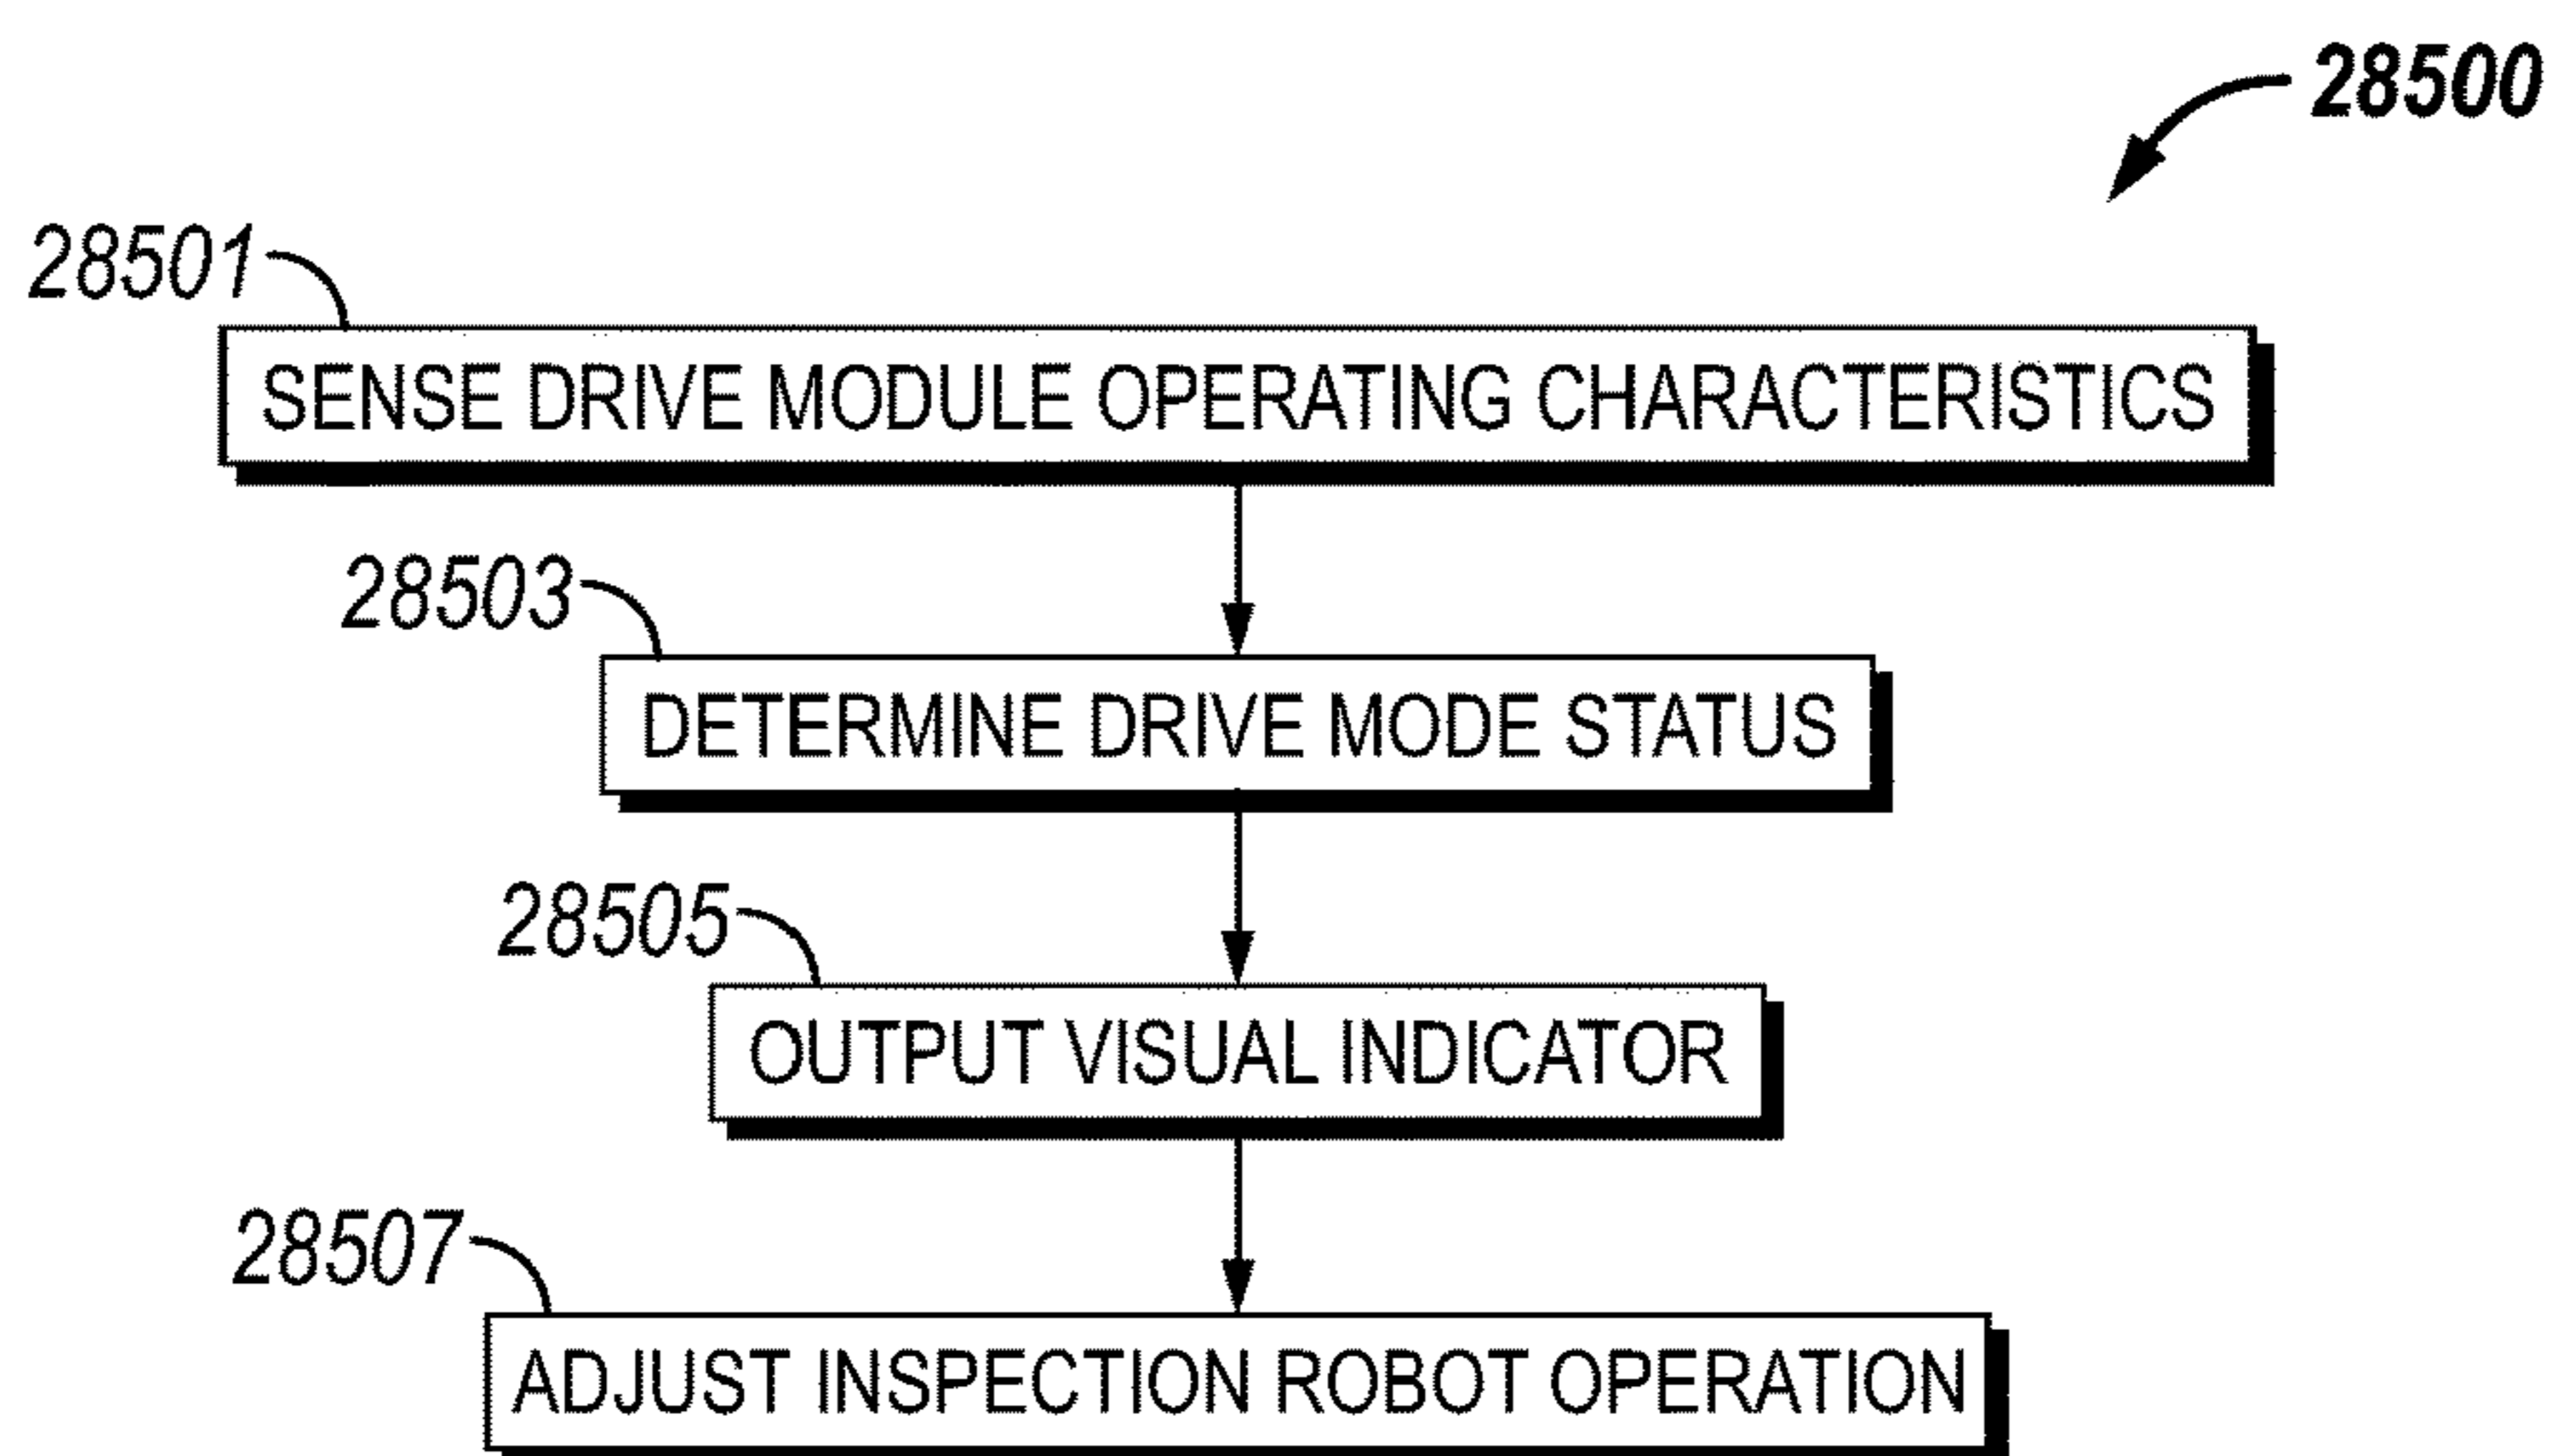 28500
28501
SENSE DRIVE MODULE OPERATING CHARACTERISTICS
28503
DETERMINE DRIVE MODE STATUS
28505
OUTPUT VISUAL INDICATOR
28507
ADJUST INSPECTION ROBOT OPERATION